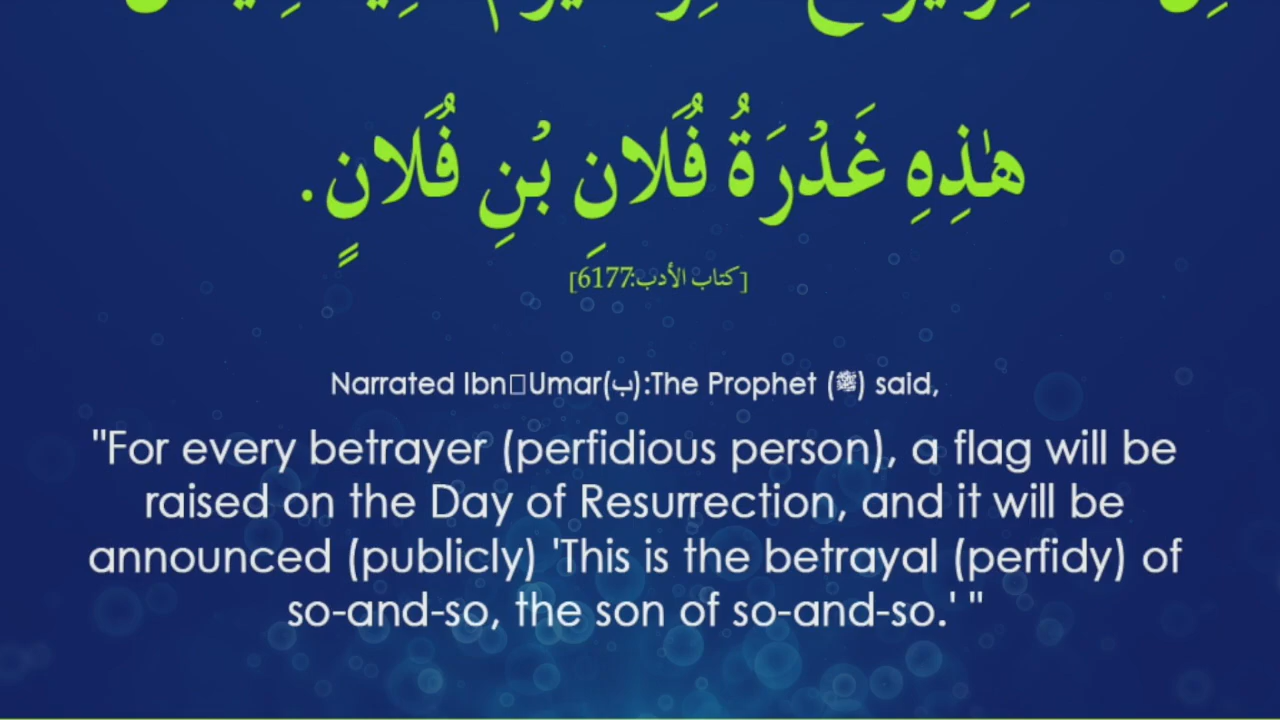 هٰذِهِ غَدْرَةُ فُلَانِ بْنِ فُلَانٍ.
[كتاب الأدب:6177]
Narrated Ibn▯Umar(ب):The Prophet (ﷺ) said,
"For every betrayer (perfidious person), a flag will be
raised on the Day of Resurrection, and it will be
announced (publicly) 'This is the betrayal (perfidy) of
so-and-so, the son of so-and-so.' "